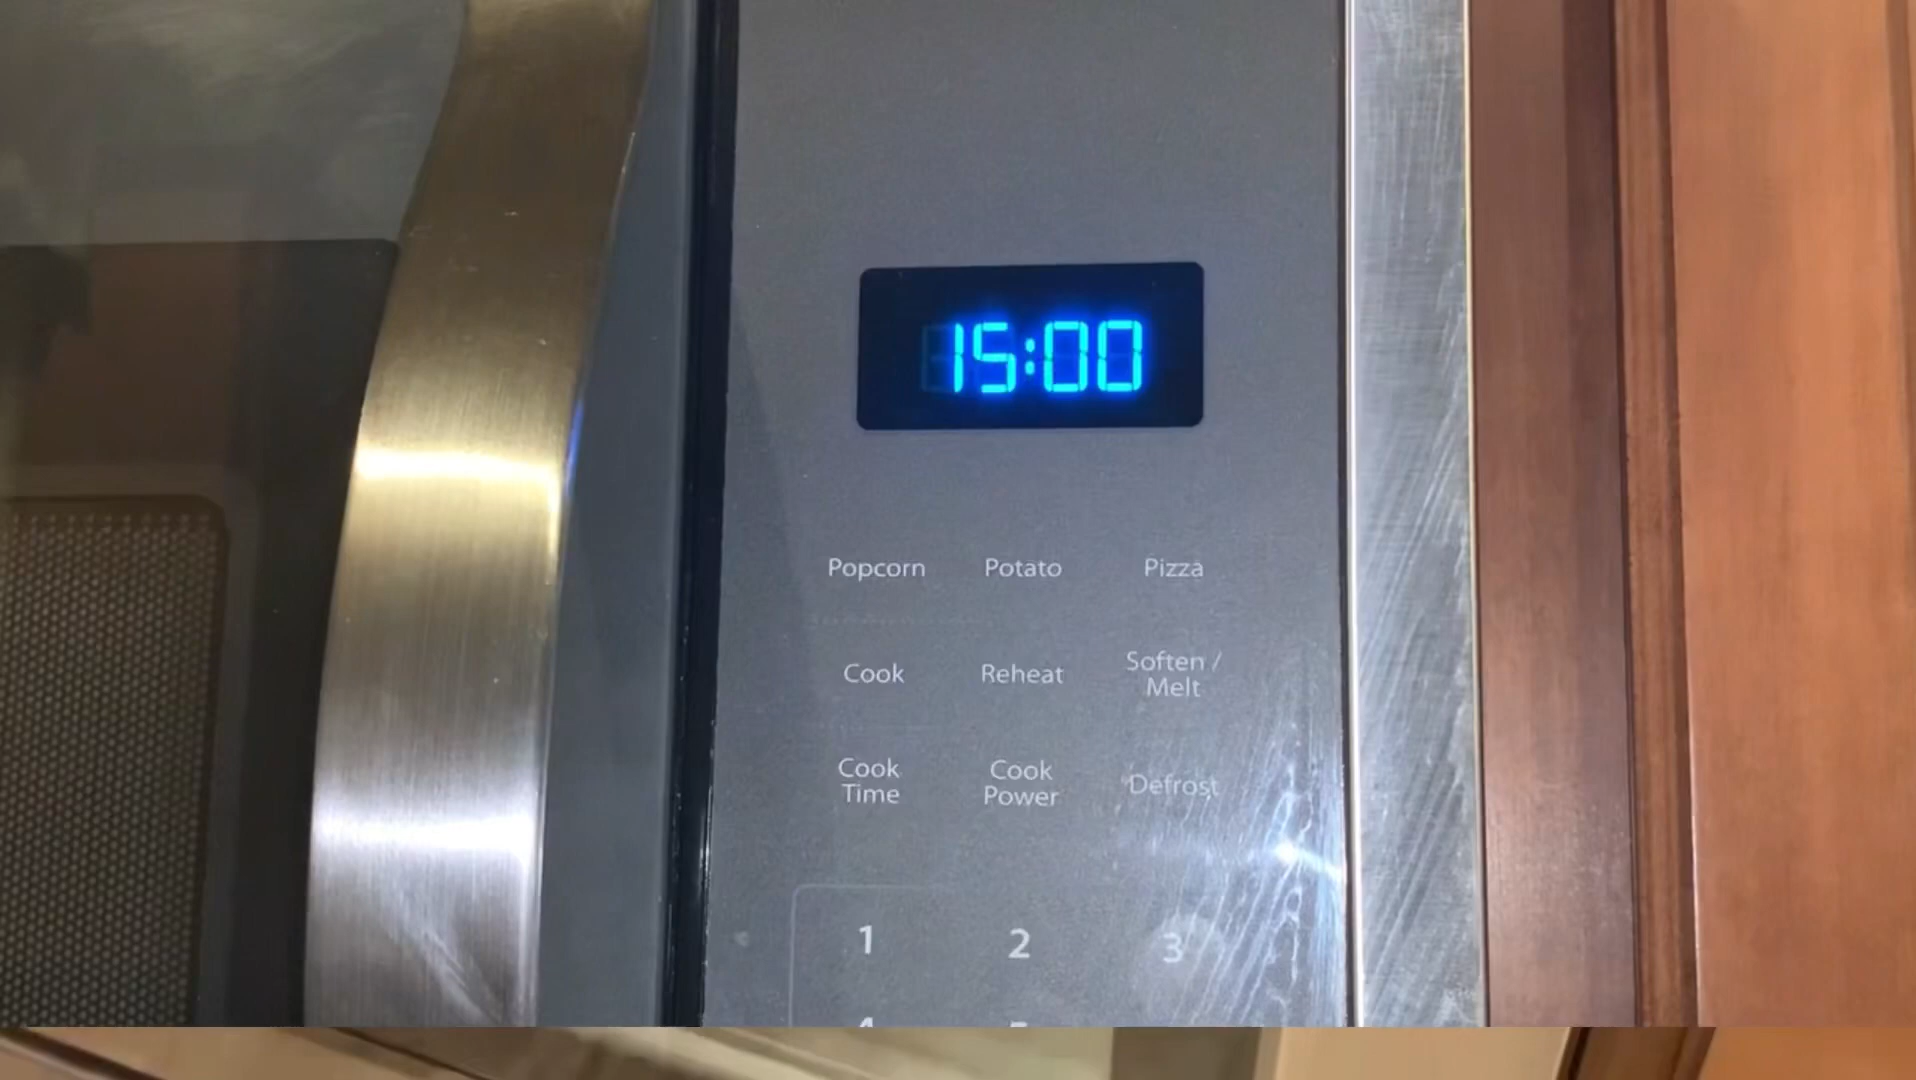 15:00
Popcorn Potato Pizza
Cook Reheat Soften /
Melt
Cook Time Cook Power Defrost
1 2 3